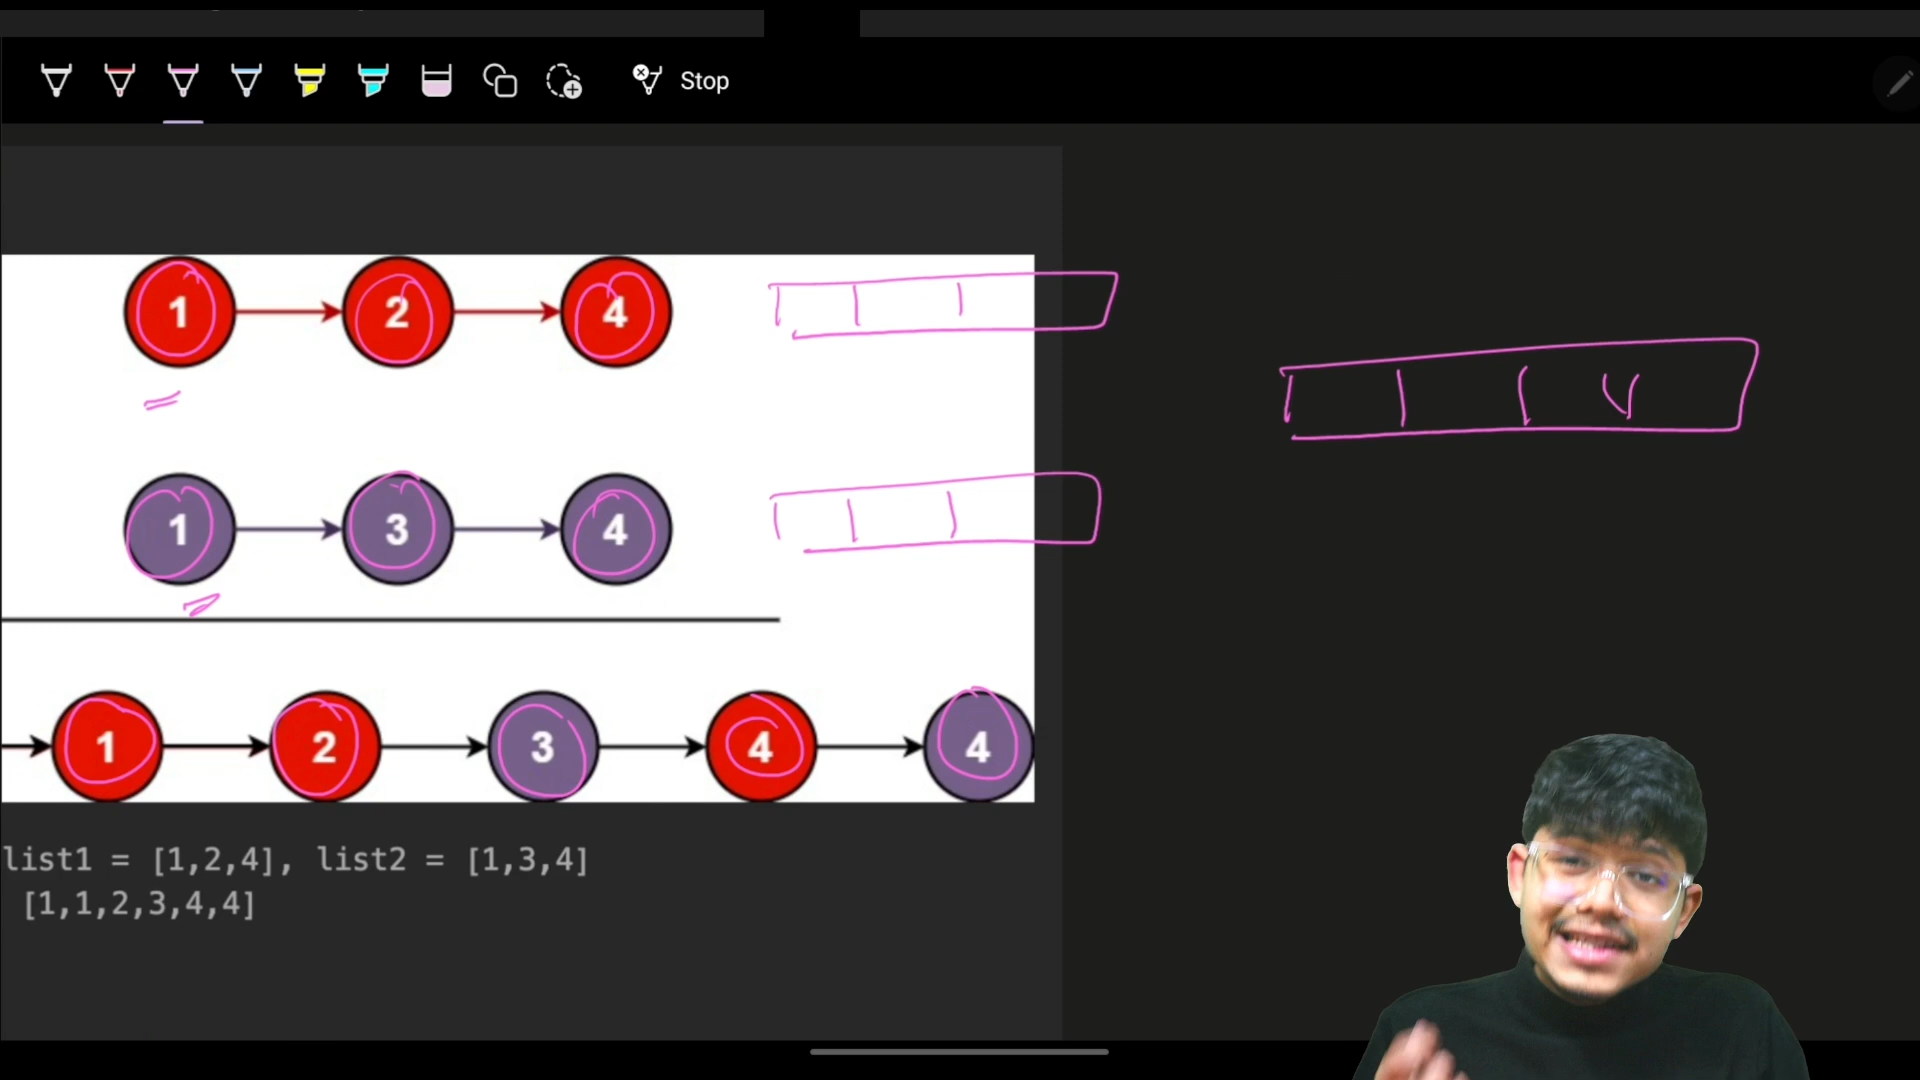 Stop
1 2 4
1 3 4
1 2 3 4 4
list1 = [1,2,4], list2 = [1,3,4]
[1,1,2,3,4,4]